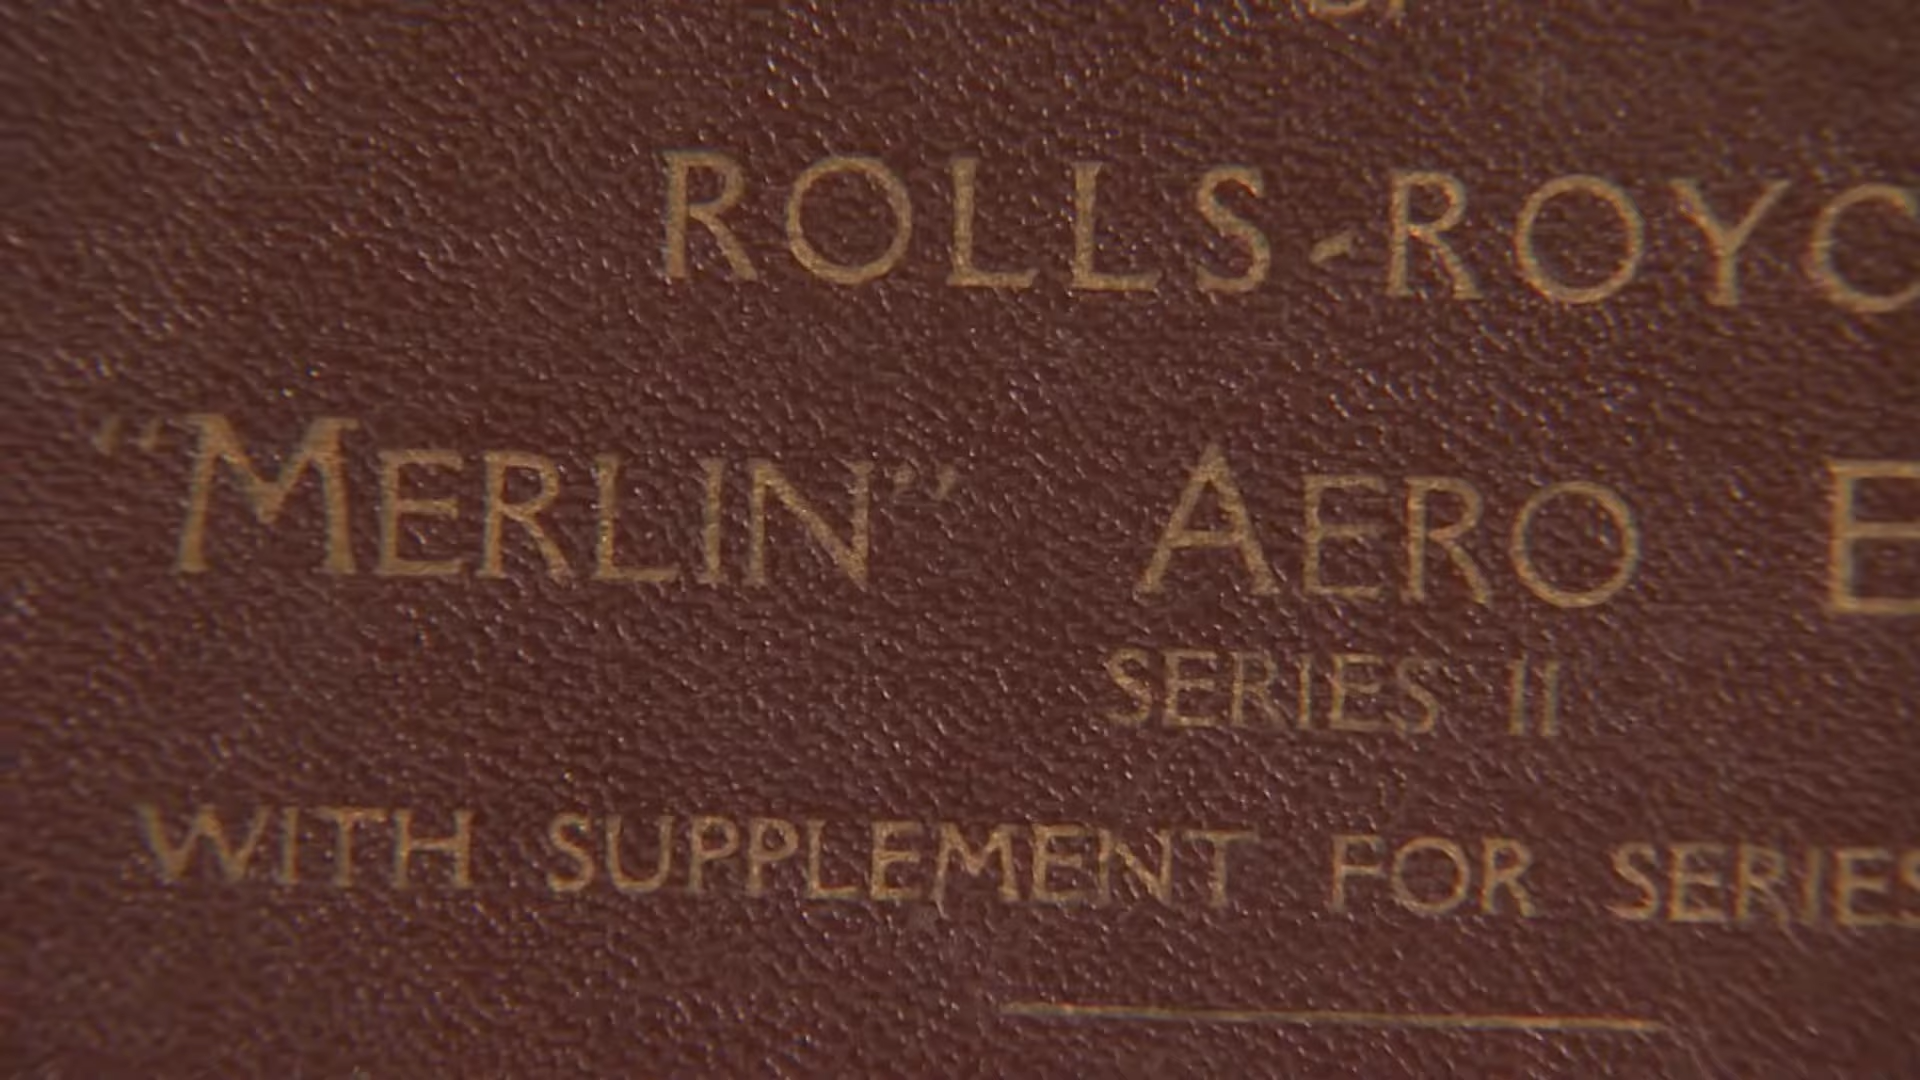 ROLLS-ROYC
“MERLIN” AERO E
SERIES II
WITH SUPPLEMENT FOR SERIES